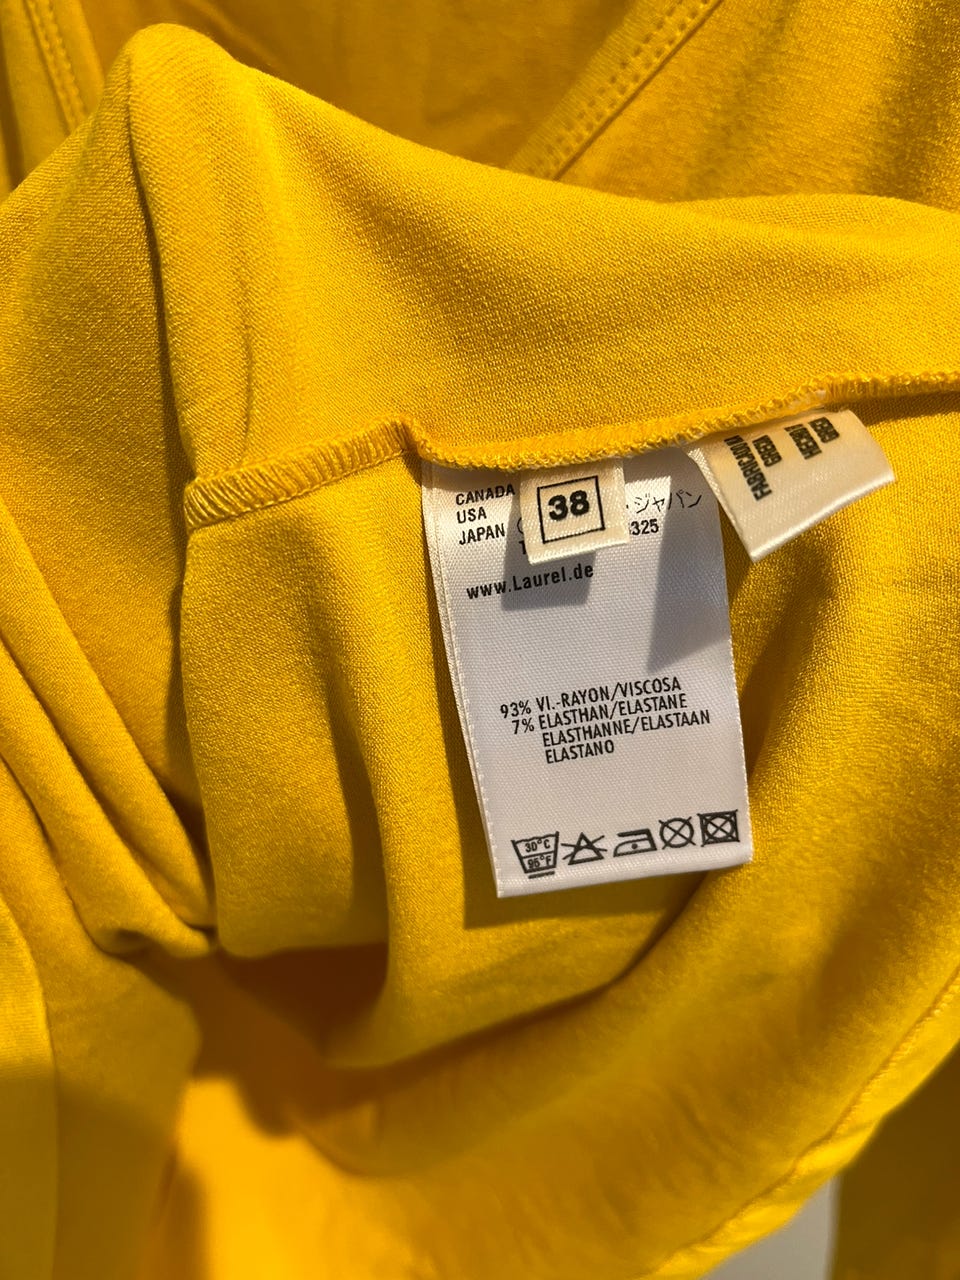 CANADA
USA
JAPAN
38
ジャパン
325
www.Laurel.de
93% VI.-RAYON/VISCOSA
7% ELASTHAN/ELASTANE
ELASTHANNE/ELASTAAN
ELASTANO
30°C
95°F